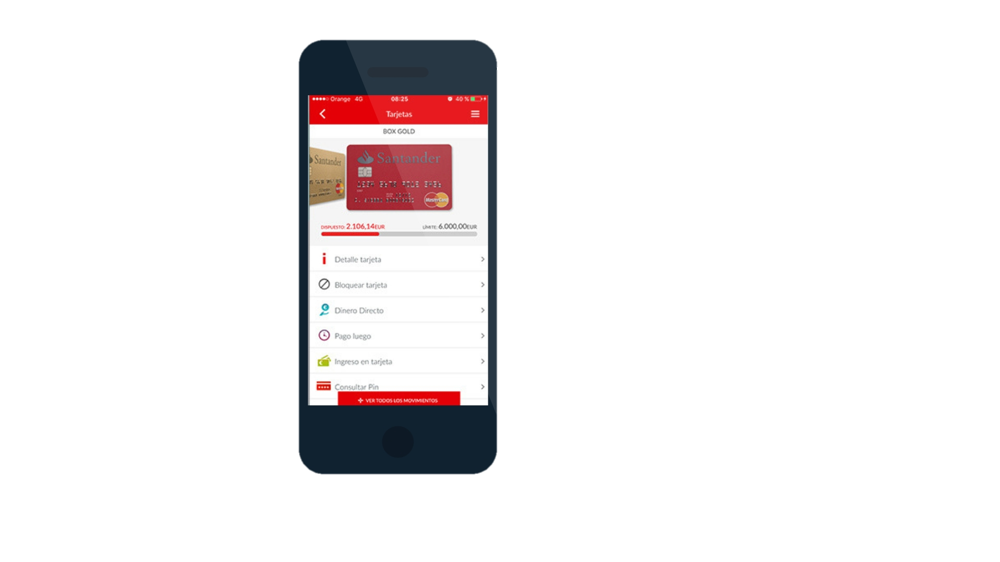 Orange 4G 08:25 40 %
Tarjetas
BOX GOLD
Santander
Santander
MasterCard
DISPUESTO: 2.106,14EUR LÍMITE: 6.000,00EUR
Detalle tarjeta
Bloquear tarjeta
Dinero Directo
Pago luego
Ingreso en tarjeta
Consultar Pin
VER TODOS LOS MOVIMIENTOS